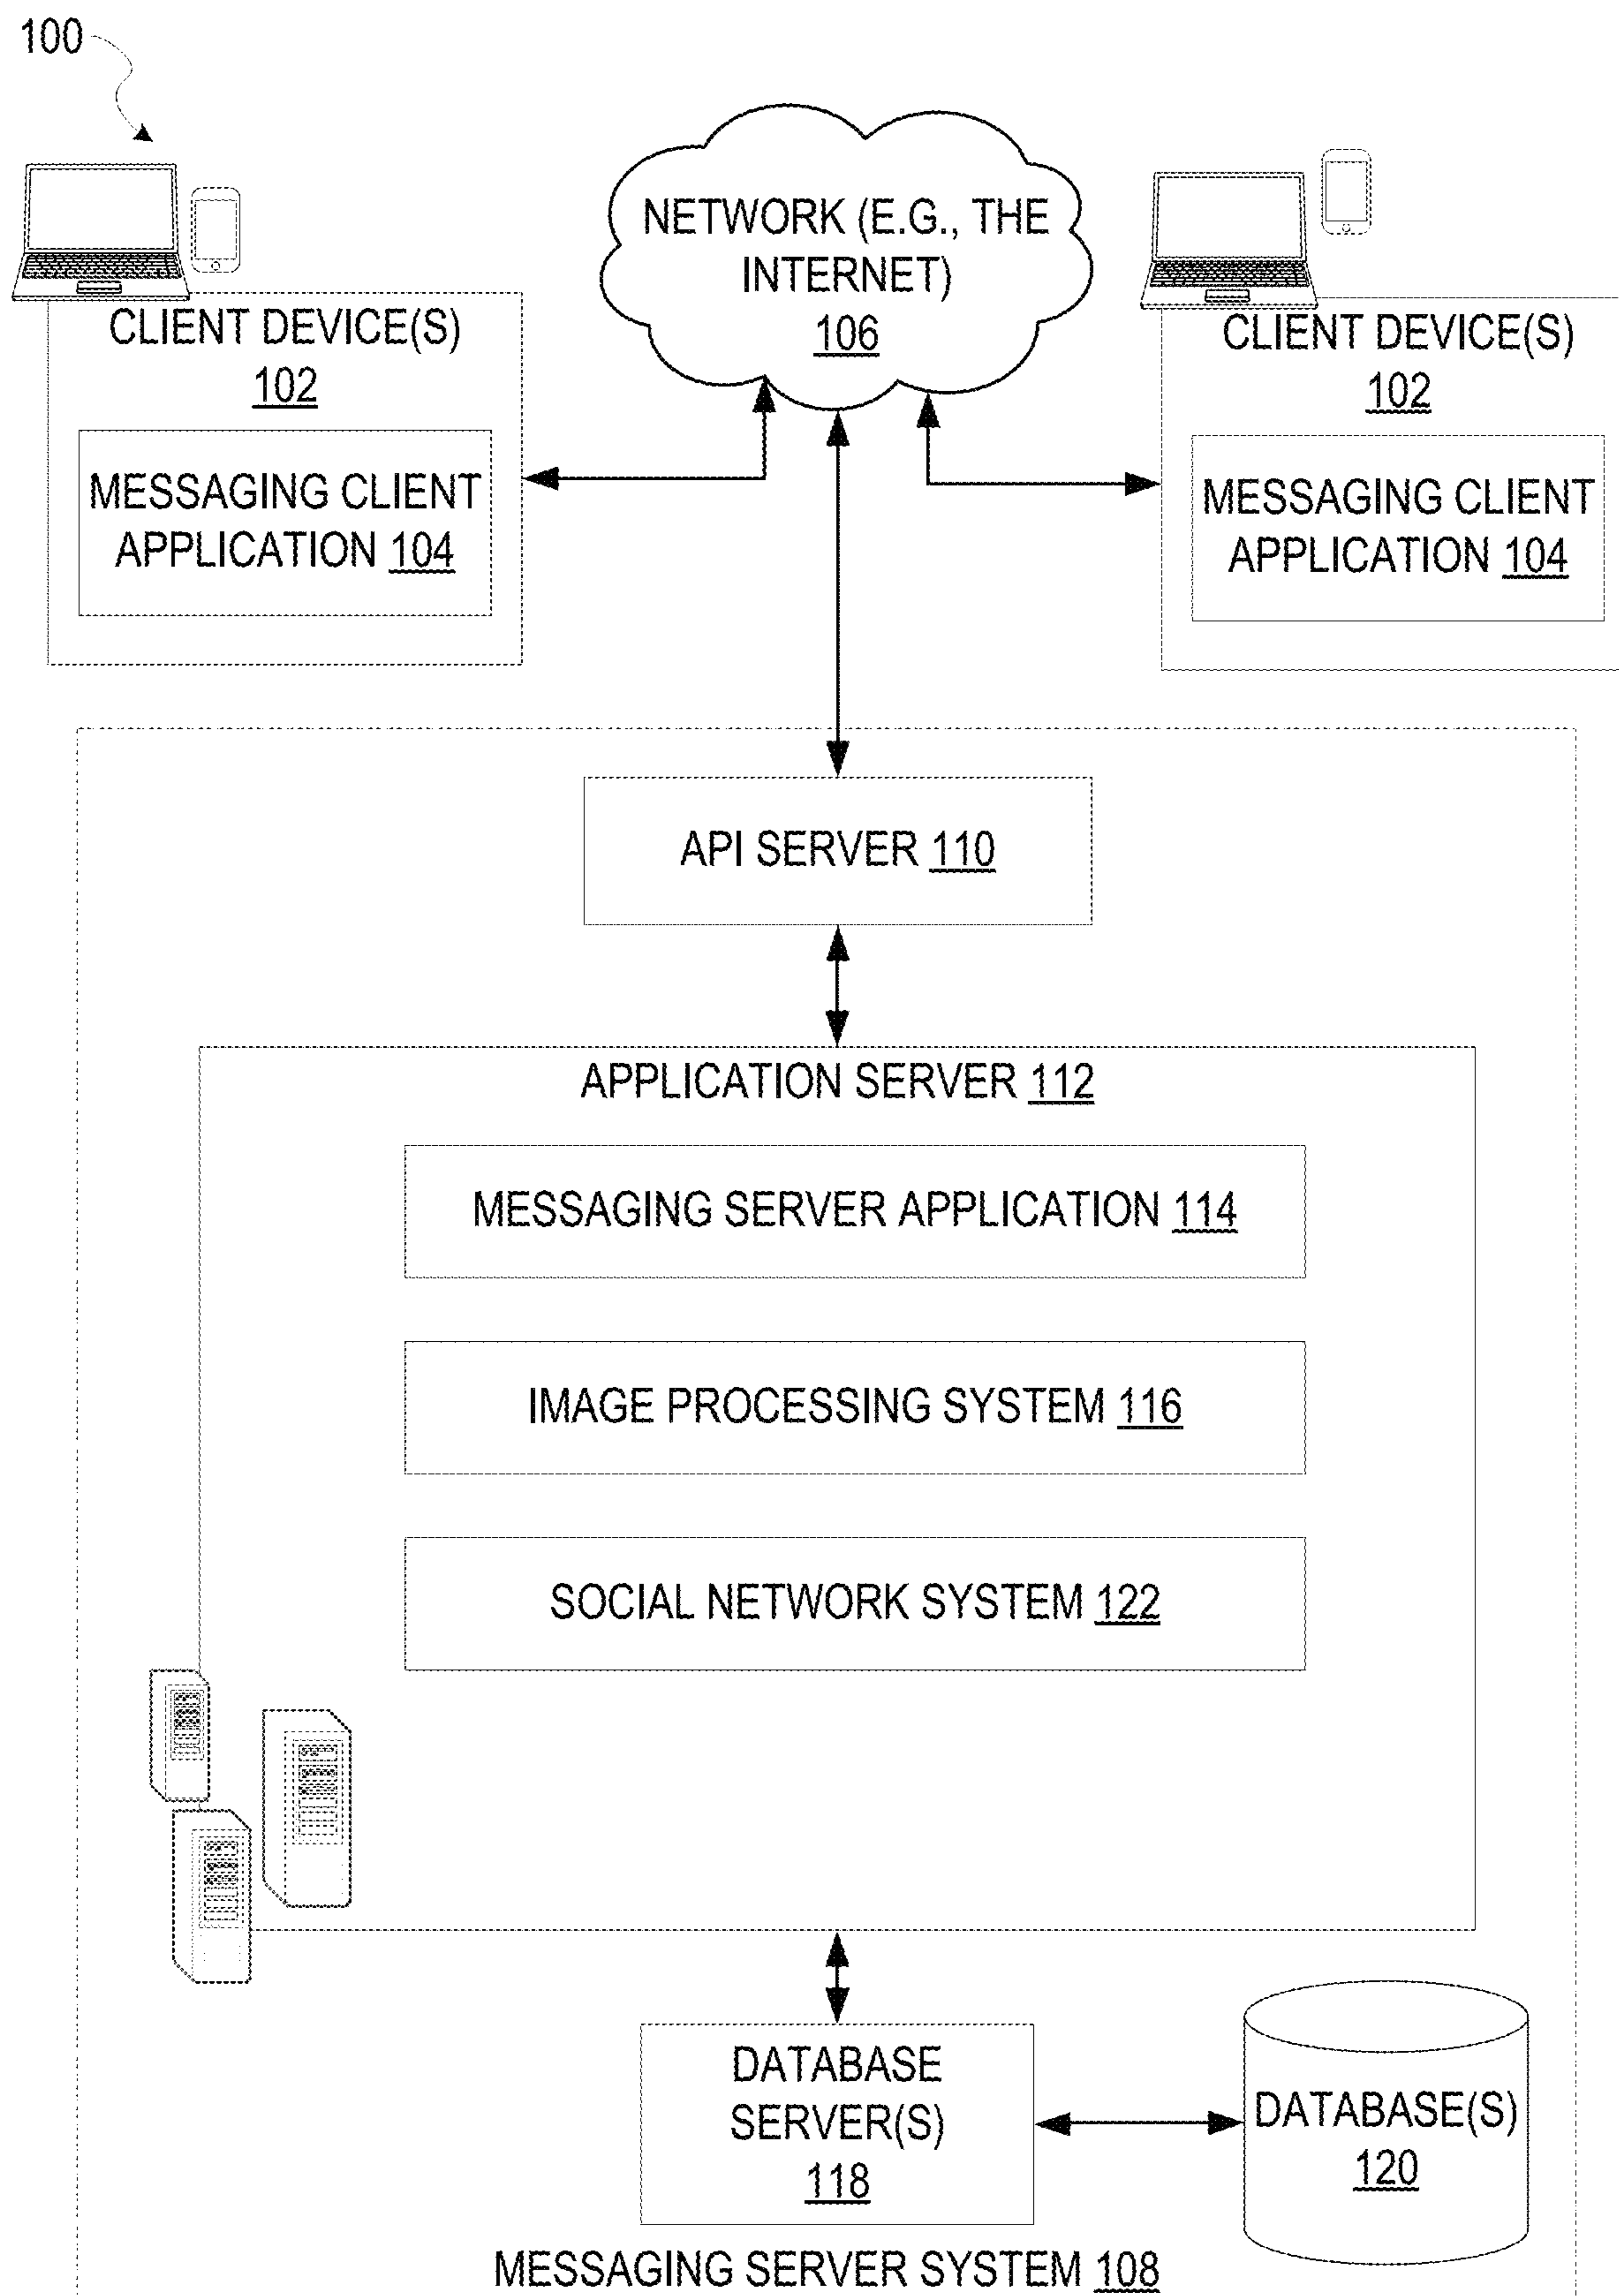 100
NETWORK (E.G., THE
INTERNET)
106
CLIENT DEVICE(S)
102
MESSAGING CLIENT
APPLICATION 104
CLIENT DEVICE(S)
102
MESSAGING CLIENT
APPLICATION 104
API SERVER 110
APPLICATION SERVER 112
MESSAGING SERVER APPLICATION 114
IMAGE PROCESSING SYSTEM 116
SOCIAL NETWORK SYSTEM 122
DATABASE
SERVER(S)
118
DATABASE(S)
120
MESSAGING SERVER SYSTEM 108